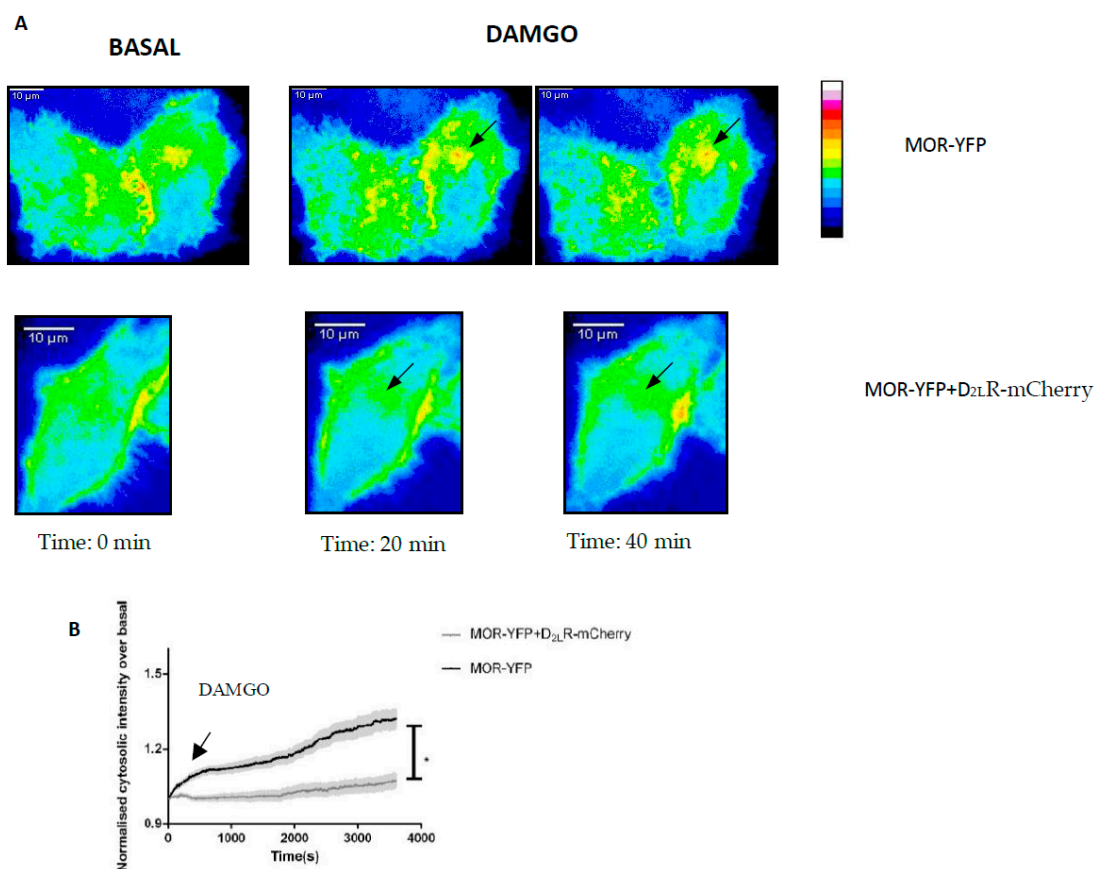 A
BASAL
DAMGO
10 µm
10 µm
10 µm
MOR-YFP
10 µm
10 µm
10 µm
MOR-YFP+D₂LR-mCherry
Time: 0 min
Time: 20 min
Time: 40 min
B
Normalised cytosolic intensity over basal
1.5
1.2
0.9
DAMGO
MOR-YFP+D₂LR-mCherry
MOR-YFP
*
0
1000
2000
3000
4000
Time(s)